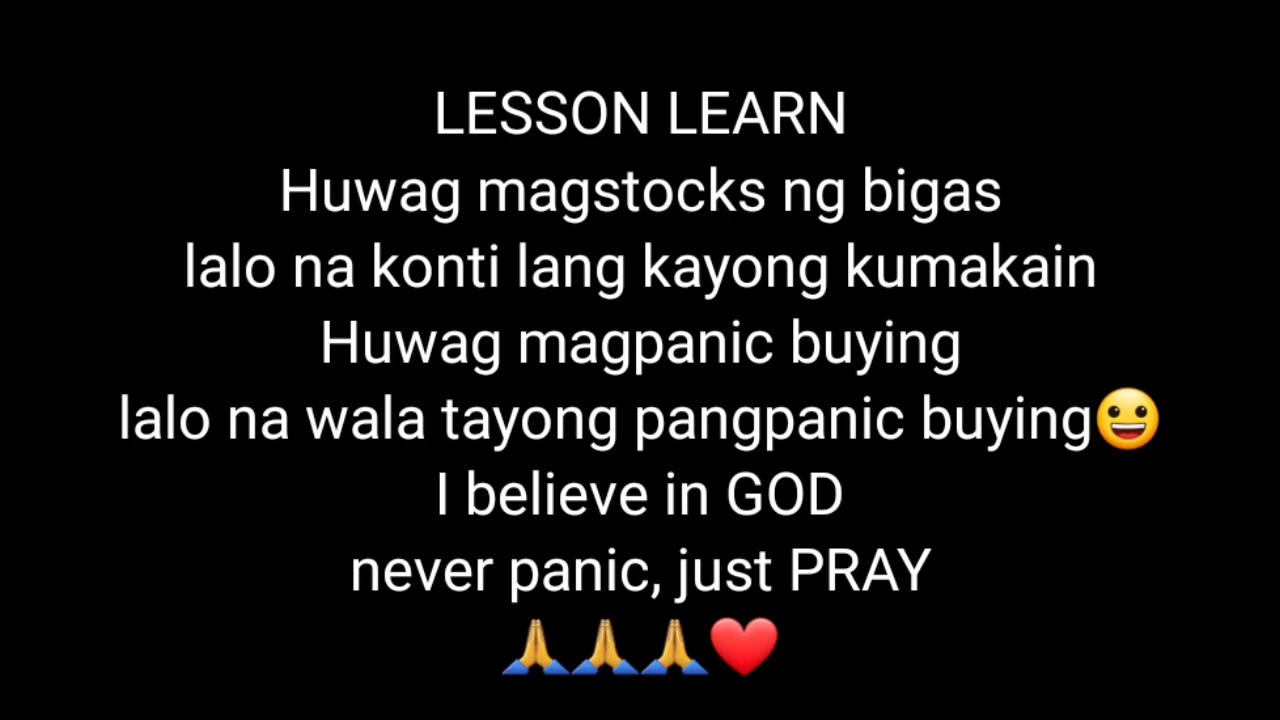 LESSON LEARN
Huwag magstocks ng bigas
lalo na konti lang kayong kumakain
Huwag magpanic buying
lalo na wala tayong pangpanic buying😀
I believe in GOD
never panic, just PRAY
🙏🙏🙏❤️